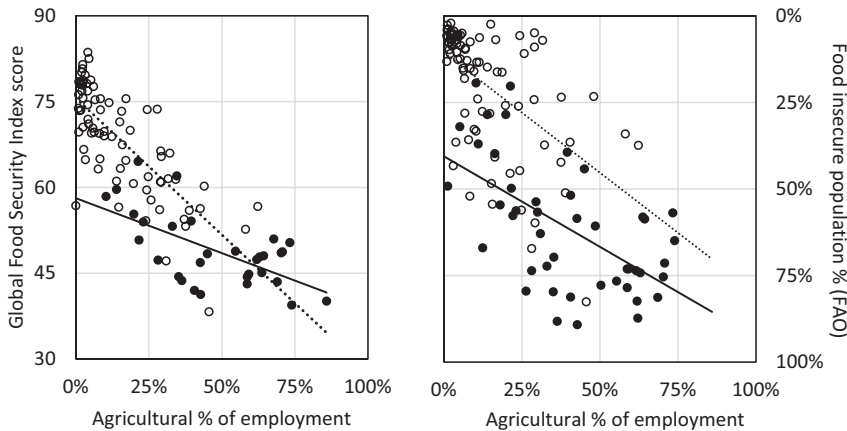 Global Food Security Index score
90
75
60
45
30
0% 25% 50% 75% 100%
Agricultural % of employment
0% 25% 50% 75% 100%
Agricultural % of employment
0%
25%
50%
75%
100%
Food insecure population % (FAO)